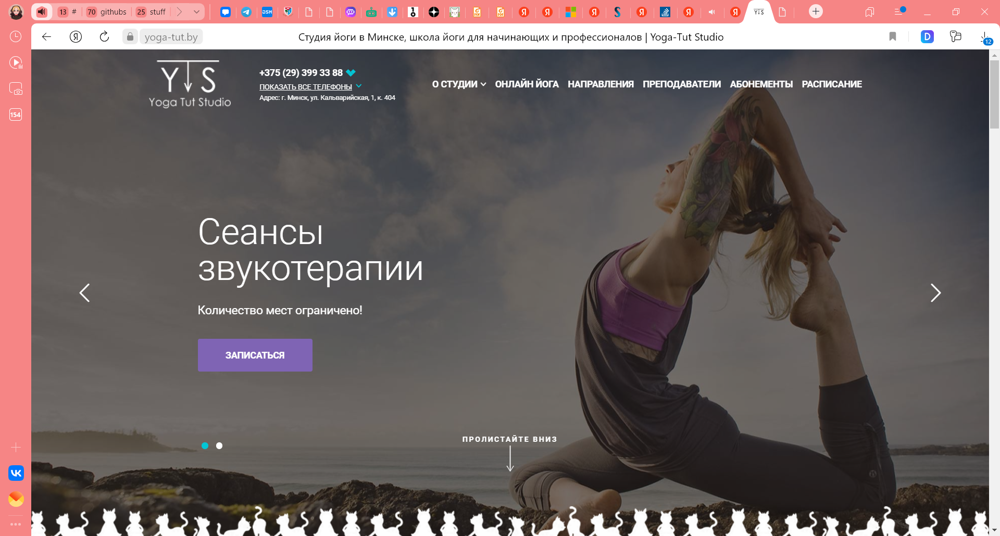 13 #
70 githubs
25 stuff
DSM
YTS
yoga-tut.by
Студия йоги в Минске, школа йоги для начинающих и профессионалов | Yoga-Tut Studio
D
12
154
YTS
Yoga Tut Studio
+375 (29) 399 33 88
ПОКАЗАТЬ ВСЕ ТЕЛЕФОНЫ
Адрес: г. Минск, ул. Кальварийская, 1, к. 404
О СТУДИИ
ОНЛАЙН ЙОГА
НАПРАВЛЕНИЯ
ПРЕПОДАВАТЕЛИ
АБОНЕМЕНТЫ
РАСПИСАНИЕ
Сеансы
звукотерапии
Количество мест ограничено!
ЗАПИСАТЬСЯ
ПРОЛИСТАЙТЕ ВНИЗ